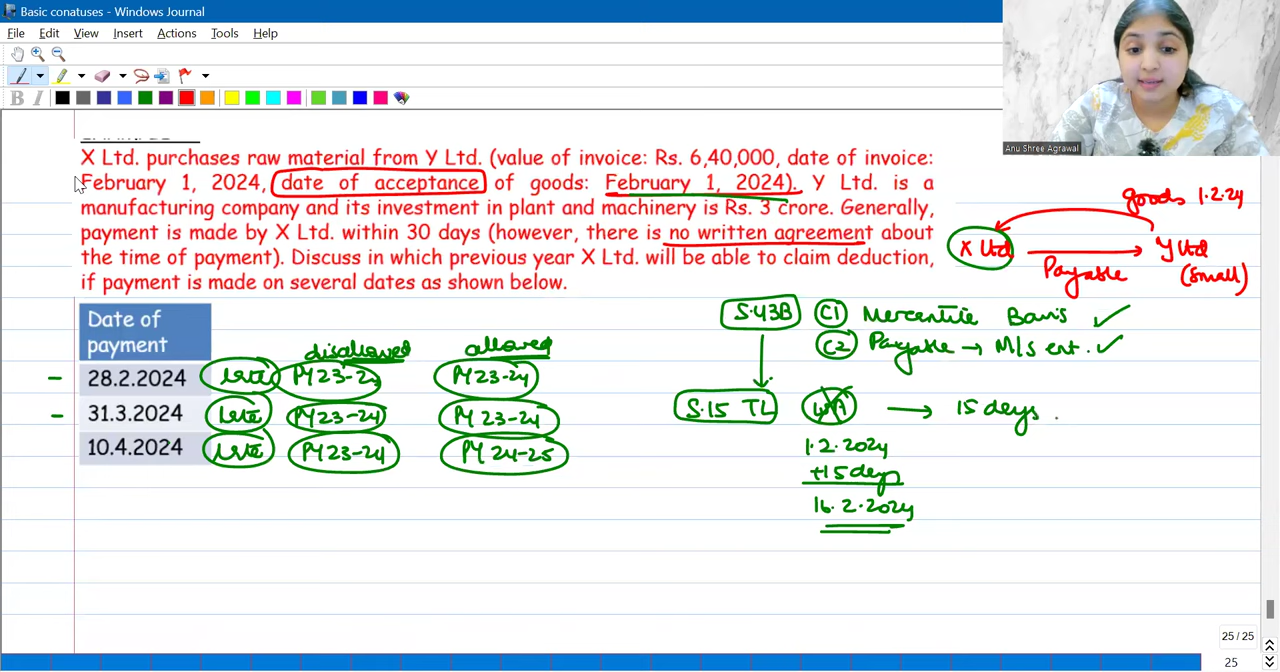 Basic conatuses - Windows Journal
File Edit View Insert Actions Tools Help
B I
Anu Shree Agrawal
X Ltd. purchases raw material from Y Ltd. (value of invoice: Rs. 6,40,000, date of invoice:
February 1, 2024, date of acceptance of goods: February 1, 2024). Y Ltd. is a
manufacturing company and its investment in plant and machinery is Rs. 3 crore. Generally,
payment is made by X Ltd. within 30 days (however, there is no written agreement about
the time of payment). Discuss in which previous year X Ltd. will be able to claim deduction,
if payment is made on several dates as shown below.
goods 1.2.24
X Ltd Y Ltd
Payable (Small)
Date of
payment
disallowed allowed
28.2.2024 late PY 23-24 PY 23-24
31.3.2024 late PY 23-24 PY 23-24
10.4.2024 late PY 23-24 PY 24-25
S.43B C1 Mercantile Basis ✓
C2 Payable → M/S ent. ✓
S.15 TL WA → 15 days
1.2.2024
+15 days
16.2.2024
25 / 25
25